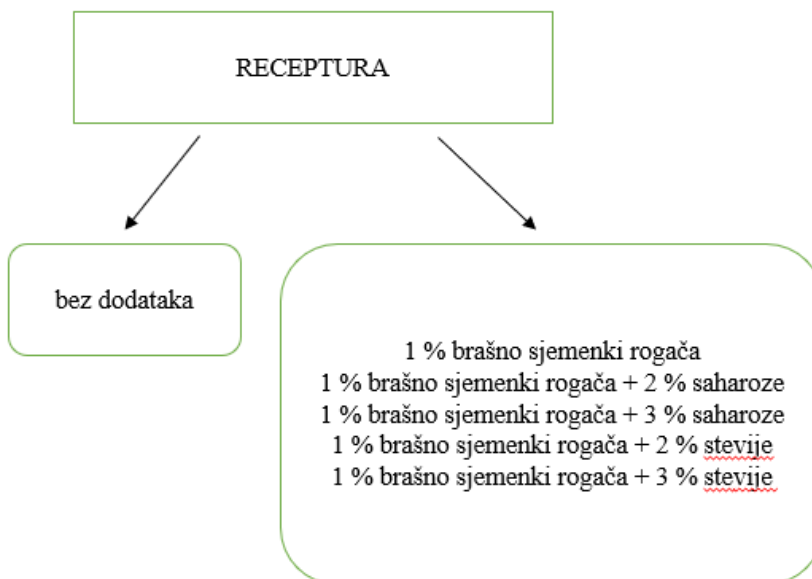 RECEPTURA
bez dodataka
1 % brašno sjemenki rogača
1 % brašno sjemenki rogača + 2 % saharoze
1 % brašno sjemenki rogača + 3 % saharoze
1 % brašno sjemenki rogača + 2 % stevije
1 % brašno sjemenki rogača + 3 % stevije